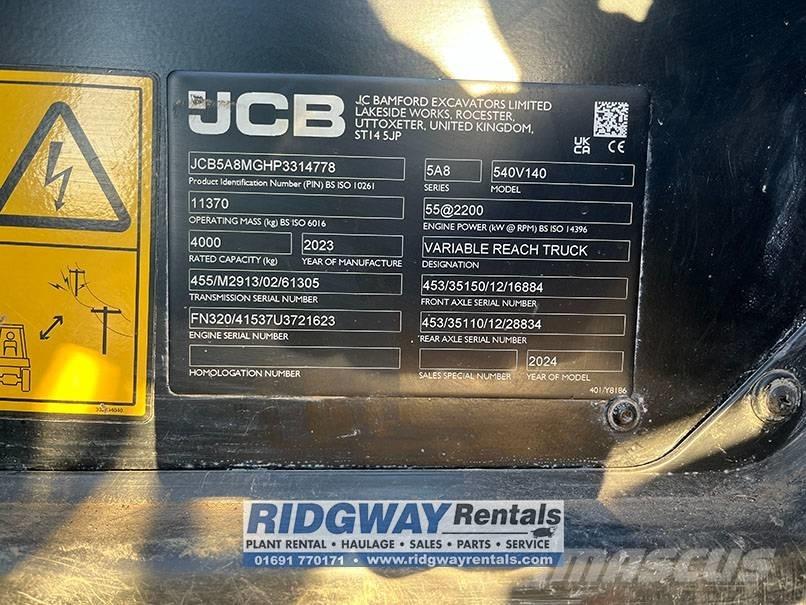 JCB
J.C BAMFORD EXCAVATORS LIMITED
LAKESIDE WORKS, ROCESTER,
UTTOXETER, UNITED KINGDOM,
ST14 5JP
UK
CA
CE
JCB5A8MGHP3314778
Product Identification Number (PIN) BS ISO 10261
5A8
SERIES
540V140
MODEL
11370
OPERATING MASS (kg) BS ISO 6016
55@2200
ENGINE POWER (kW @ RPM) BS ISO 14396
4000
RATED CAPACITY (kg)
2023
YEAR OF MANUFACTURE
VARIABLE REACH TRUCK
DESIGNATION
455/M2913/02/61305
TRANSMISSION SERIAL NUMBER
453/35150/12/16884
FRONT AXLE SERIAL NUMBER
FN320/41537U3721623
ENGINE SERIAL NUMBER
453/35110/12/28834
REAR AXLE SERIAL NUMBER
HOMOLOGATION NUMBER
SALES SPECIAL NUMBER
2024
YEAR OF MODEL
401/Y8186
RIDGWAY Rentals
PLANT RENTAL • HAULAGE • SALES • PARTS • SERVICE
01691 770171 • www.ridgwayrentals.com
MASCUS